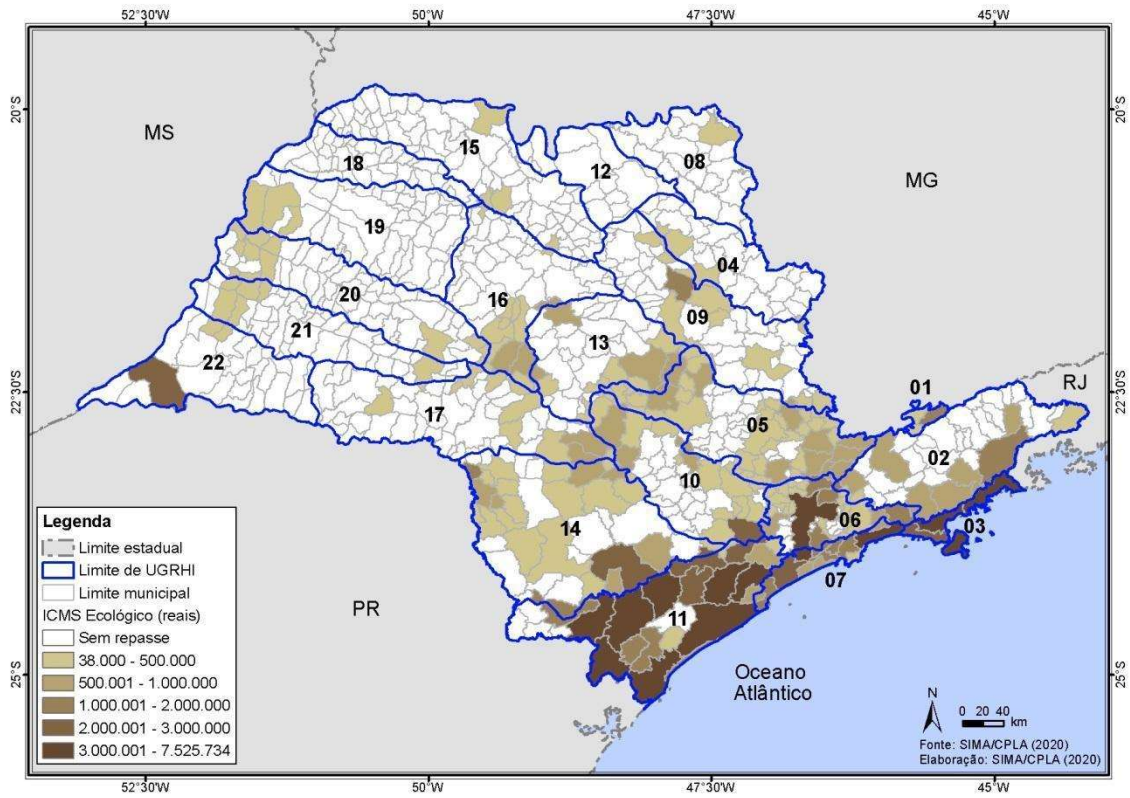 52°30'W
50°W
47°30'W
45°W
20°S
20°S
MS
15
08
12
MG
18
19
04
20
16
09
21
13
22
22°30'S
22°30'S
RJ
01
17
05
02
10
06
03
14
07
11
PR
Oceano
Atlântico
25°S
25°S
Legenda
Limite estadual
Limite de UGRHI
Limite municipal
ICMS Ecológico (reais)
Sem repasse
38.000 - 500.000
500.001 - 1.000.000
1.000.001 - 2.000.000
2.000.001 - 3.000.000
3.000.001 - 7.525.734
N
0 20 40
km
Fonte: SIMA/CPLA (2020)
Elaboração: SIMA/CPLA (2020)
52°30'W
50°W
47°30'W
45°W